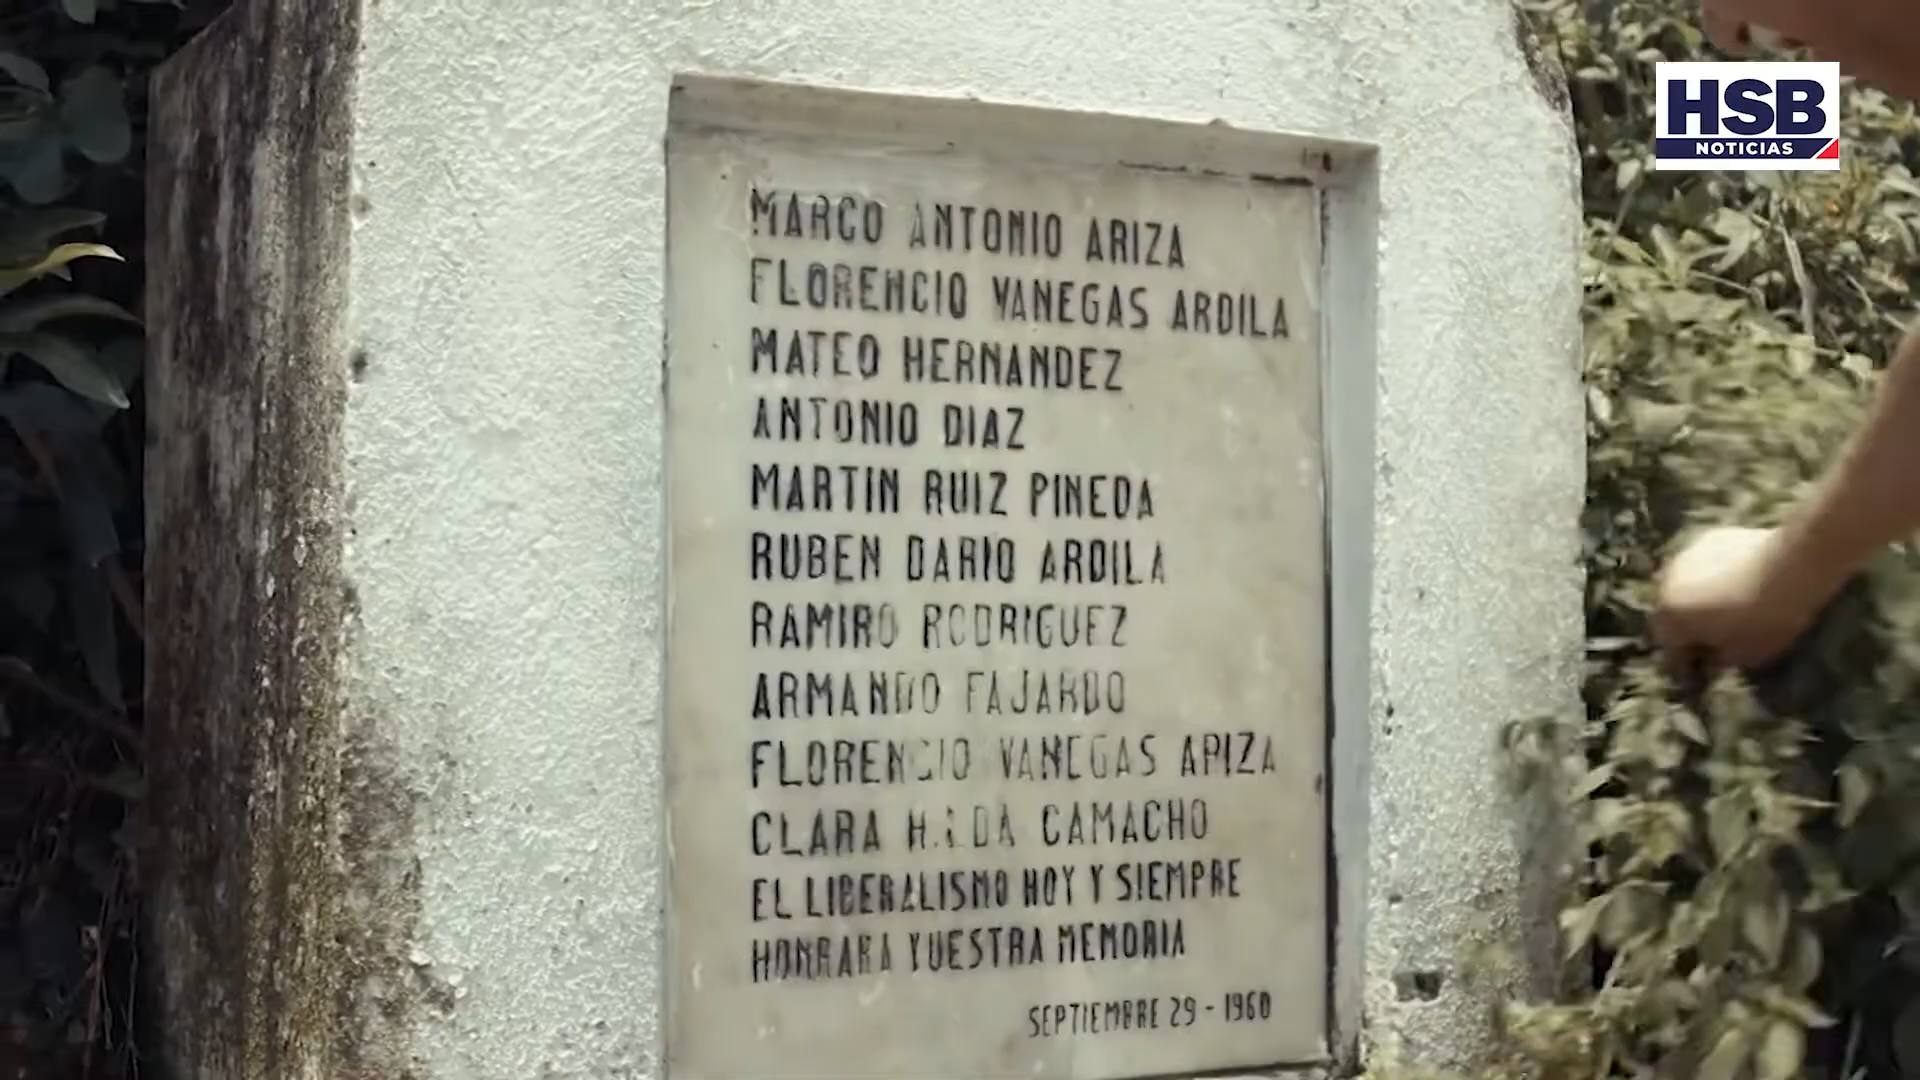 HSB
NOTICIAS
MARCO ANTONIO ARIZA
FLORENCIO VANEGAS ARDILA
MATEO HERNANDEZ
ANTONIO DIAZ
MARTIN RUIZ PINEDA
RUBEN DARIO ARDILA
RAMIRO RODRIGUEZ
ARMANDO FAJARDO
FLORENCIO VANEGAS ARIZA
CLARA HILDA CAMACHO
EL LIBERALISMO HOY Y SIEMPRE
HONRARA VUESTRA MEMORIA
SEPTIEMBRE 29 - 1960